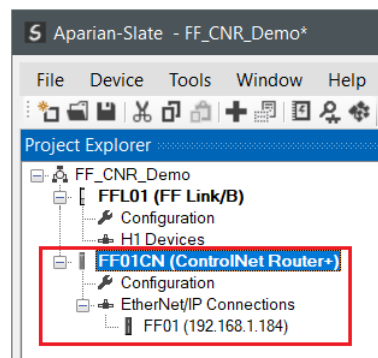 S Aparian-Slate - FF_CNR_Demo*
File Device Tools Window Help
Project Explorer
FF_CNR_Demo
FFL01 (FF Link/B)
Configuration
H1 Devices
FF01CN (ControlNet Router+)
Configuration
EtherNet/IP Connections
FF01 (192.168.1.184)